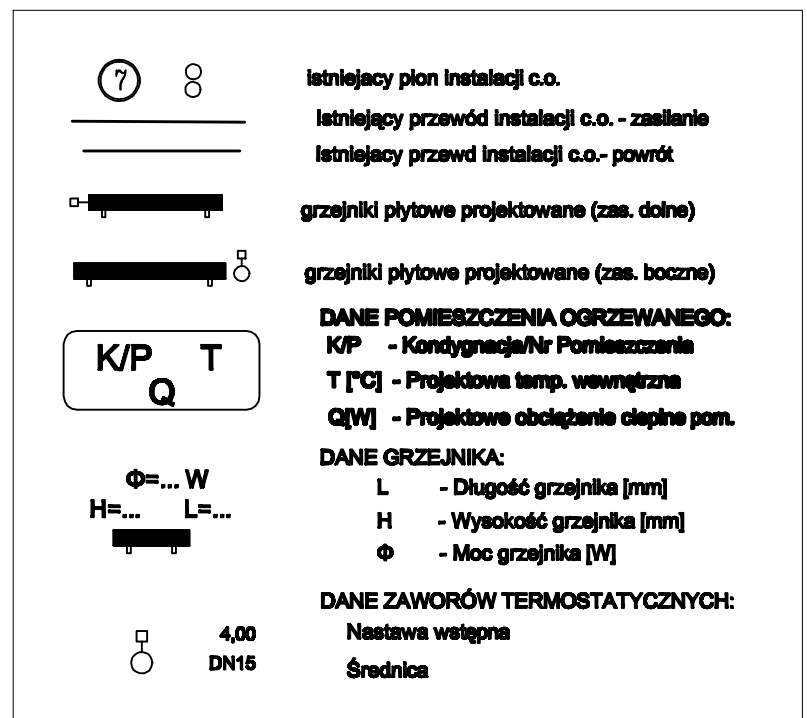 7 istniejacy pion instalacji c.o.
Istniejący przewód instalacji c.o. - zasilanie
Istniejacy przewd instalacji c.o.- powrót
grzejniki płytowe projektowane (zas. dolne)
grzejniki płytowe projektowane (zas. boczne)
DANE POMIESZCZENIA OGRZEWANEGO:
K/P T
Q
K/P - Kondygnacja/Nr Pomieszczenia
T [°C] - Projektowa temp. wewnętrzna
Q[W] - Projektowe obciążenie cieplne pom.
DANE GRZEJNIKA:
Φ=... W
H=... L=...
L - Długość grzejnika [mm]
H - Wysokość grzejnika [mm]
Φ - Moc grzejnika [W]
DANE ZAWORÓW TERMOSTATYCZNYCH:
4,00 Nastawa wstępna
DN15 Średnica